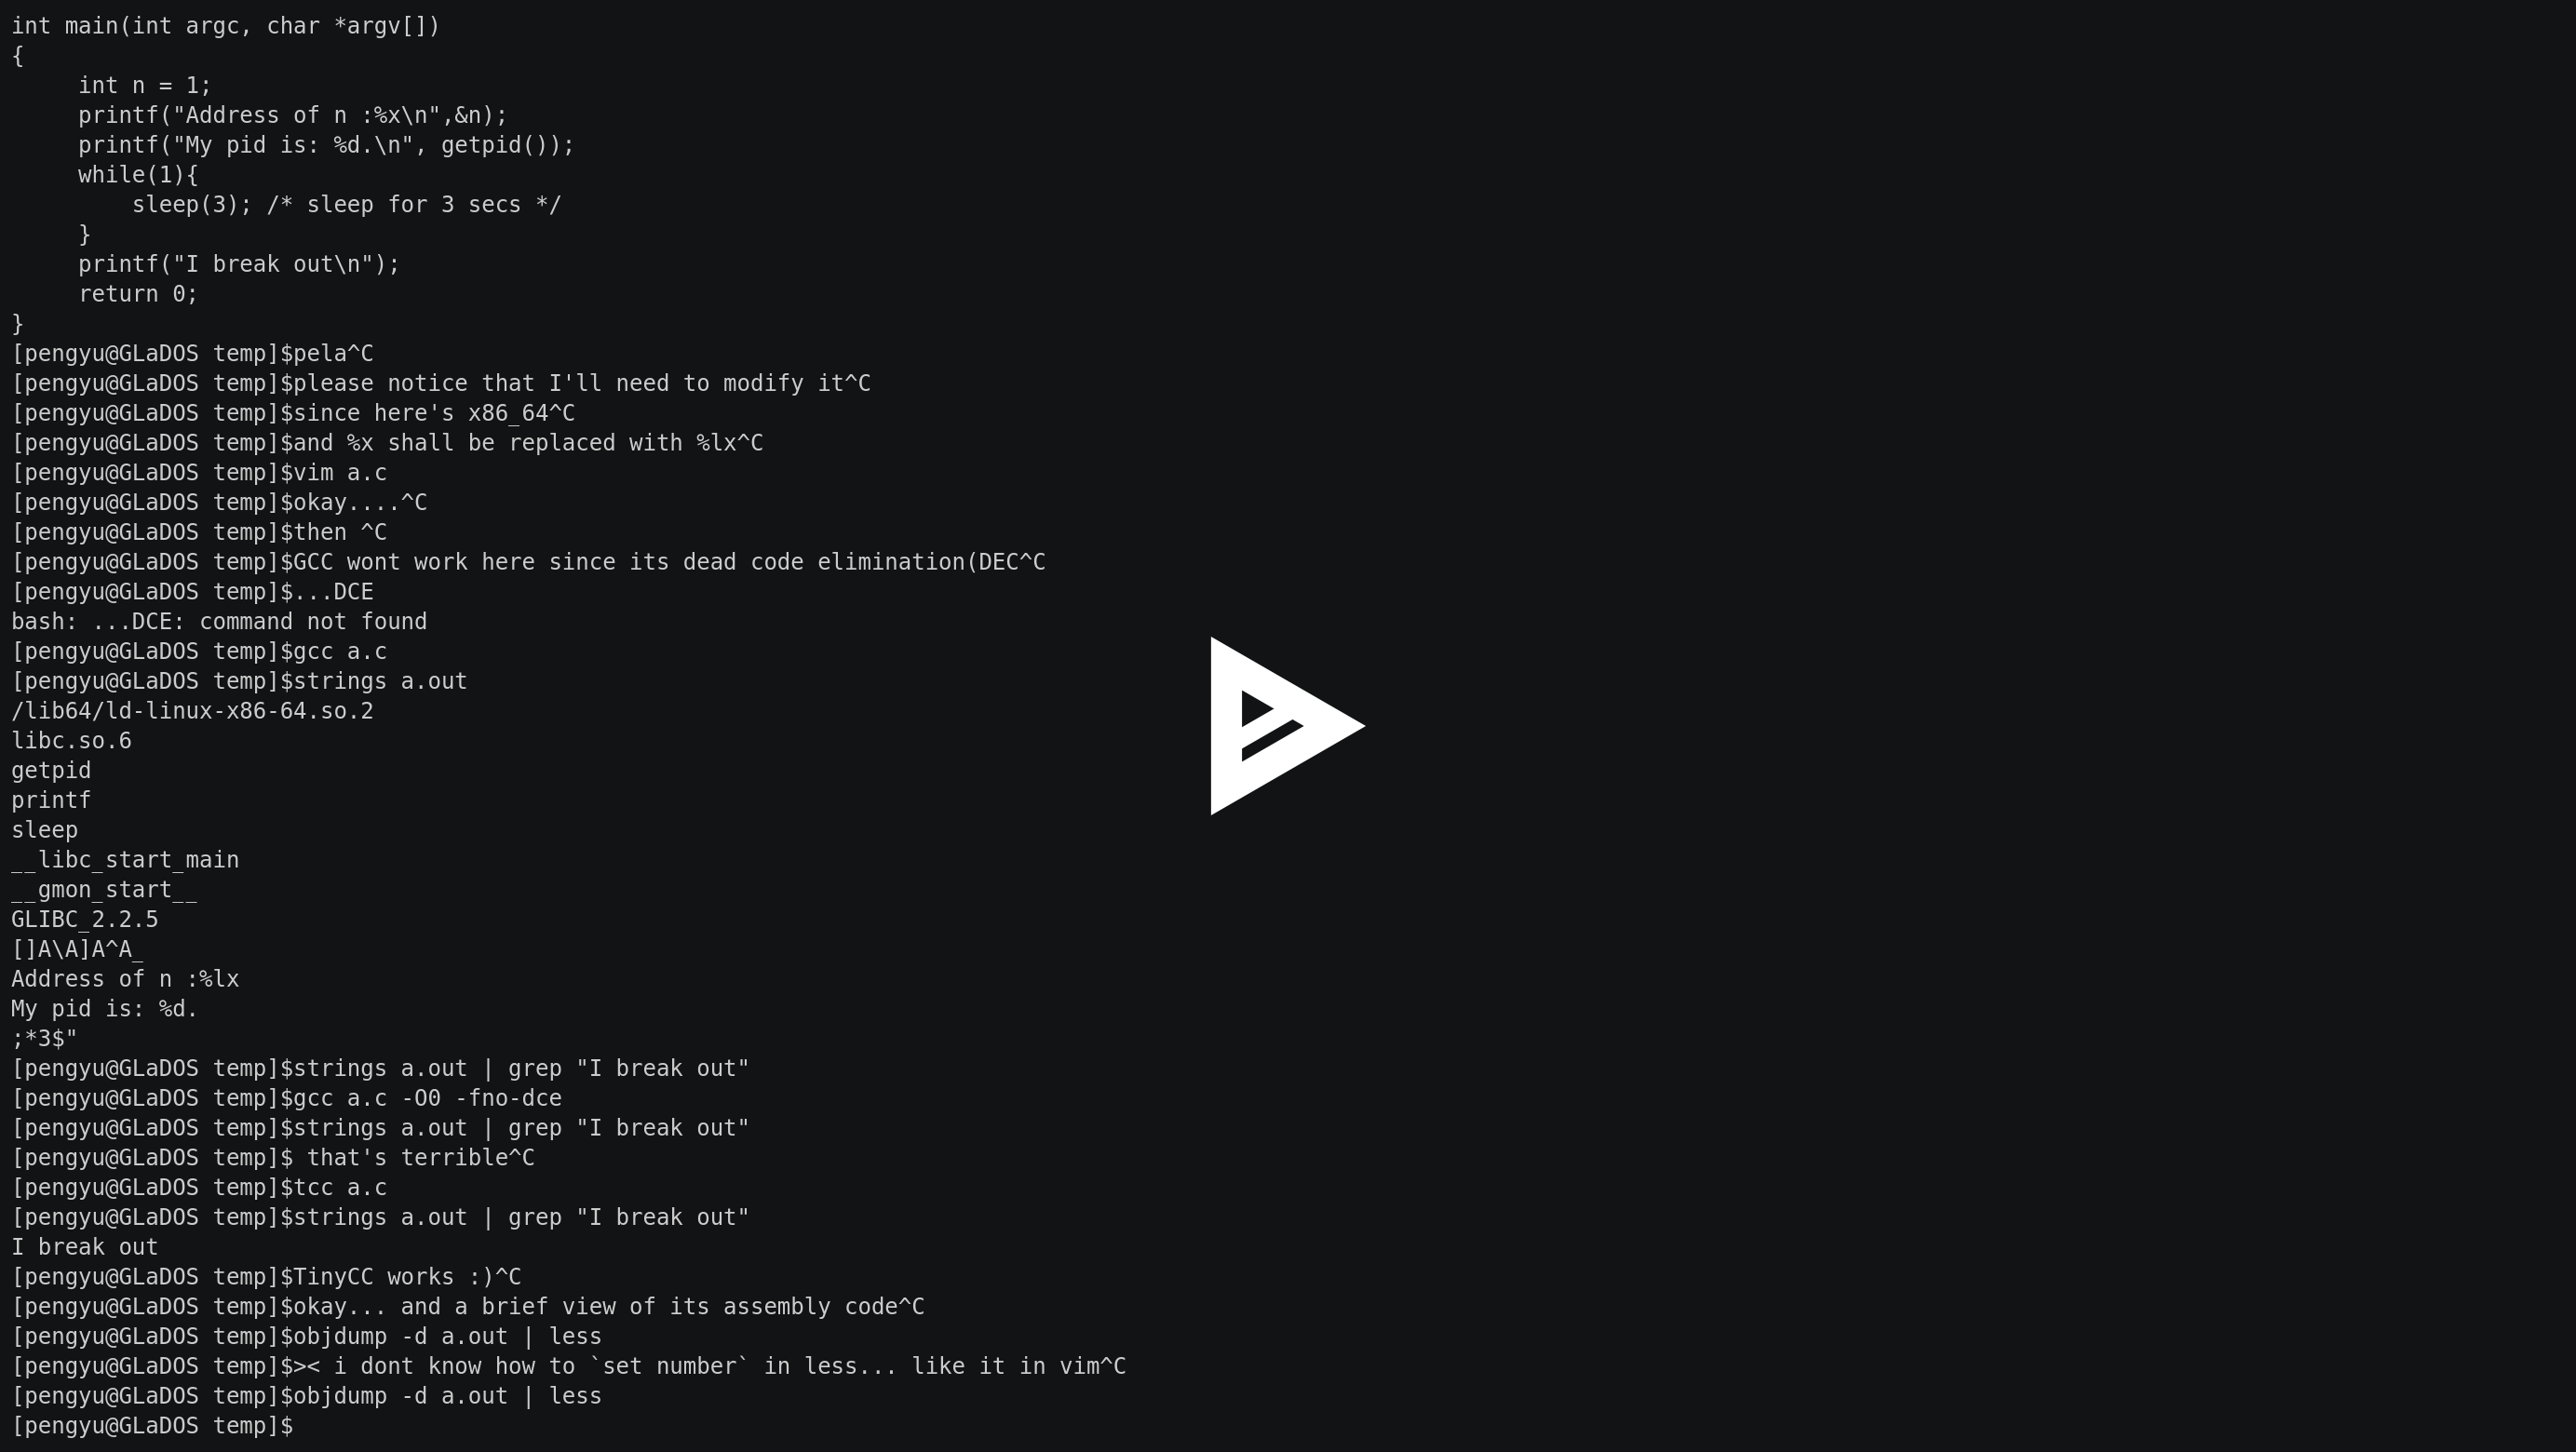 int main(int argc, char *argv[])
{
     int n = 1;
     printf("Address of n :%x\n",&n);
     printf("My pid is: %d.\n", getpid());
     while(1){
         sleep(3); /* sleep for 3 secs */
     }
     printf("I break out\n");
     return 0;
}
[pengyu@GLaDOS temp]$pela^C
[pengyu@GLaDOS temp]$please notice that I'll need to modify it^C
[pengyu@GLaDOS temp]$since here's x86_64^C
[pengyu@GLaDOS temp]$and %x shall be replaced with %lx^C
[pengyu@GLaDOS temp]$vim a.c
[pengyu@GLaDOS temp]$okay....^C
[pengyu@GLaDOS temp]$then ^C
[pengyu@GLaDOS temp]$GCC wont work here since its dead code elimination(DEC^C
[pengyu@GLaDOS temp]$...DCE
bash: ...DCE: command not found
[pengyu@GLaDOS temp]$gcc a.c
[pengyu@GLaDOS temp]$strings a.out
/lib64/ld-linux-x86-64.so.2
libc.so.6
getpid
printf
sleep
__libc_start_main
__gmon_start__
GLIBC_2.2.5
[]A\A]A^A_
Address of n :%lx
My pid is: %d.
;*3$"
[pengyu@GLaDOS temp]$strings a.out | grep "I break out"
[pengyu@GLaDOS temp]$gcc a.c -O0 -fno-dce
[pengyu@GLaDOS temp]$strings a.out | grep "I break out"
[pengyu@GLaDOS temp]$ that's terrible^C
[pengyu@GLaDOS temp]$tcc a.c
[pengyu@GLaDOS temp]$strings a.out | grep "I break out"
I break out
[pengyu@GLaDOS temp]$TinyCC works :)^C
[pengyu@GLaDOS temp]$okay... and a brief view of its assembly code^C
[pengyu@GLaDOS temp]$objdump -d a.out | less
[pengyu@GLaDOS temp]$>< i dont know how to `set number` in less... like it in vim^C
[pengyu@GLaDOS temp]$objdump -d a.out | less
[pengyu@GLaDOS temp]$